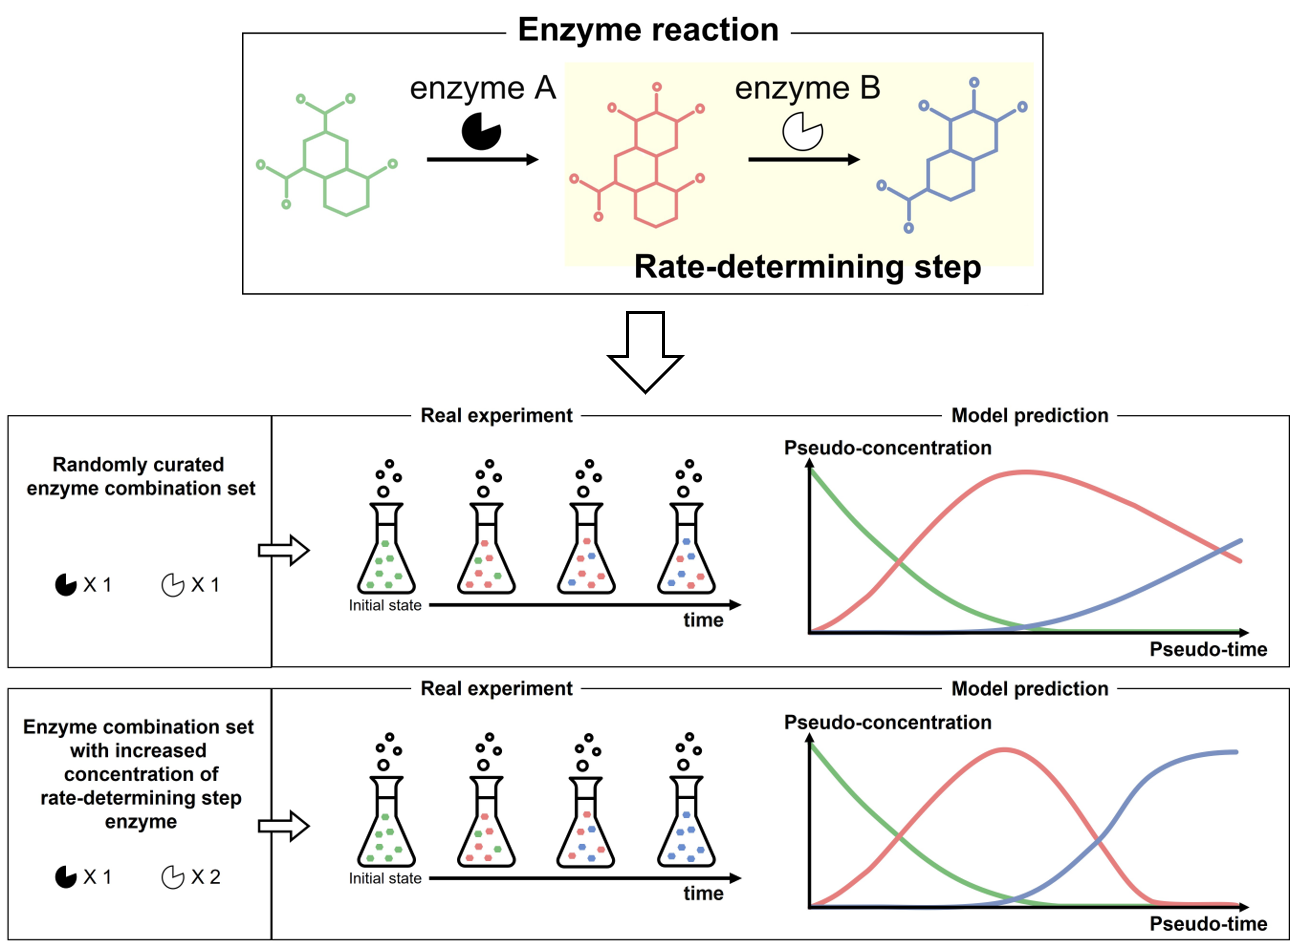 Enzyme reaction
enzyme A
enzyme B
Rate-determining step
Randomly curated
enzyme combination set
X 1
X 1
Real experiment
Initial state
time
Model prediction
Pseudo-concentration
Pseudo-time
Enzyme combination set
with increased
concentration of
rate-determining step
enzyme
X 1
X 2
Real experiment
Initial state
time
Model prediction
Pseudo-concentration
Pseudo-time